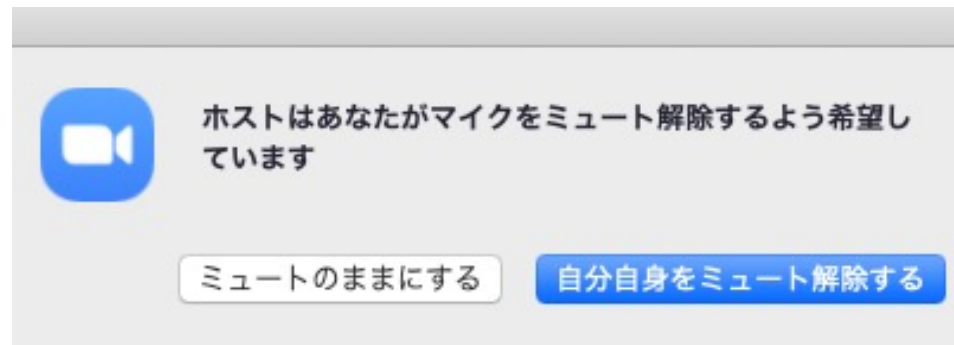 ホストはあなたがマイクをミュート解除するよう希望し
ています
ミュートのままにする
自分自身をミュート解除する